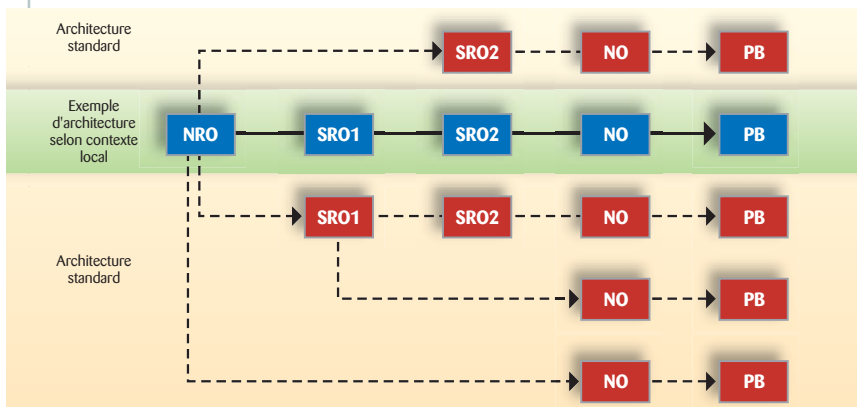 Architecture
standard
SRO2 NO PB
Exemple
d'architecture
selon contexte
local
NRO SRO1 SRO2 NO PB
SRO1 SRO2 NO PB
Architecture
standard
NO PB
NO PB